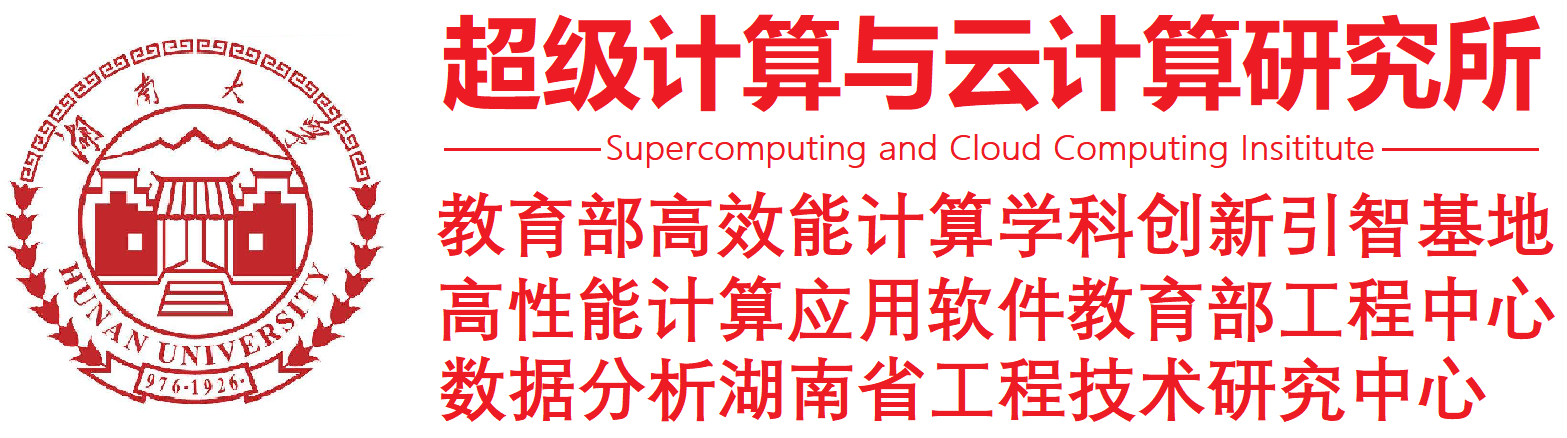 湖南大学
HUNAN UNIVERSITY
976-1926-
超级计算与云计算研究所
Supercomputing and Cloud Computing Insititute
教育部高效能计算学科创新引智基地
高性能计算应用软件教育部工程中心
数据分析湖南省工程技术研究中心